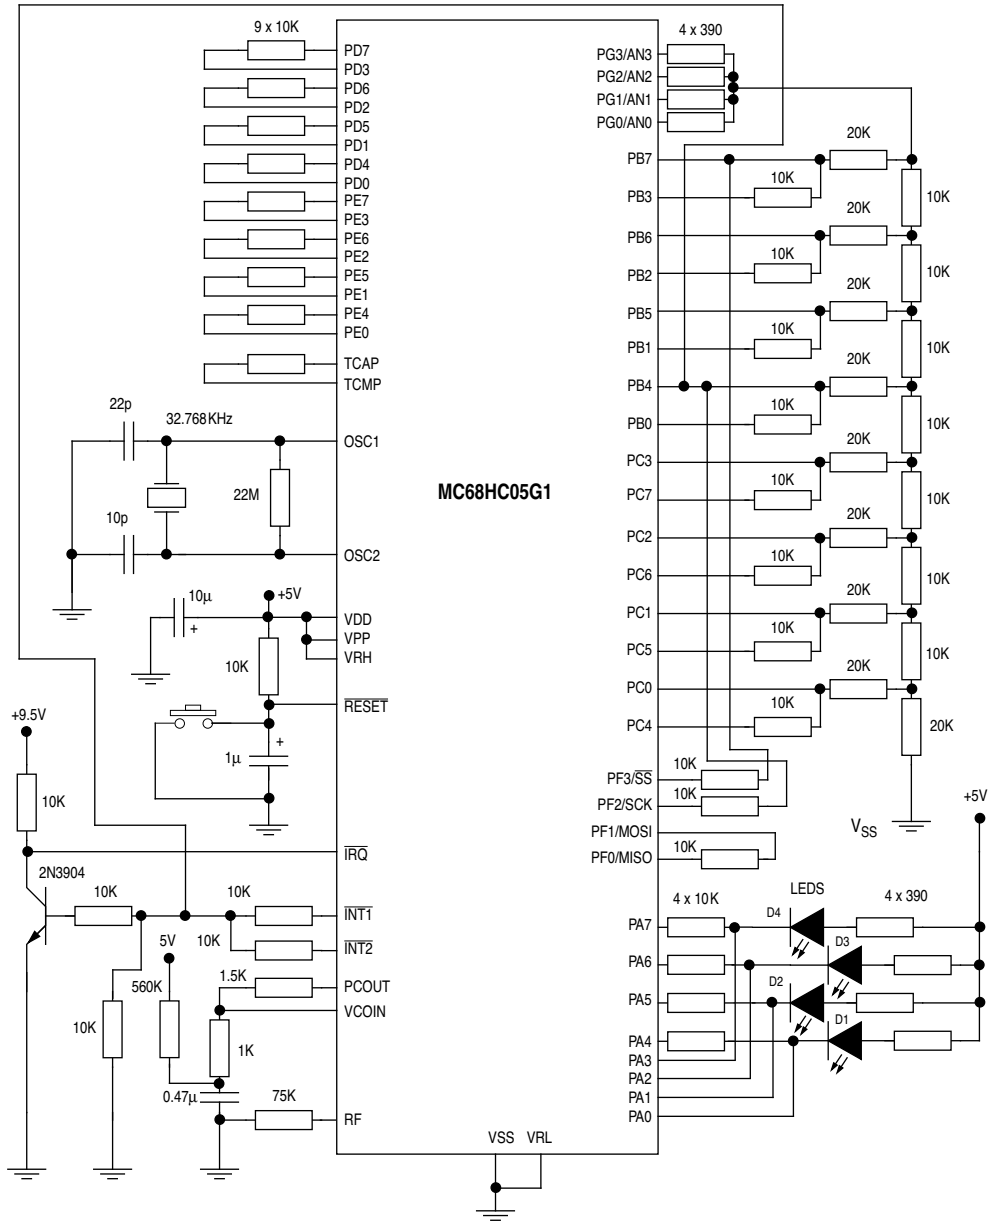 9 x 10K
PD7
PD3
PD6
PD2
PD5
PD1
PD4
PD0
PE7
PE3
PE6
PE2
PE5
PE1
PE4
PE0
TCAP
TCMP
22p
32.768KHz
OSC1
22M
10p
OSC2
10µ
+
+5V
VDD
VPP
VRH
10K
RESET
+
1µ
+9.5V
10K
IRQ
2N3904
10K
10K
INT1
10K
INT2
5V
560K
1.5K
PCOUT
VCOIN
10K
1K
0.47µ
75K
RF
MC68HC05G1
VSS VRL
4 x 390
PG3/AN3
PG2/AN2
PG1/AN1
PG0/AN0
20K
PB7
10K
10K
PB3
20K
PB6
10K
10K
PB2
20K
PB5
10K
10K
PB1
20K
PB4
10K
10K
PB0
20K
PC3
10K
10K
PC7
20K
PC2
10K
10K
PC6
20K
PC1
10K
10K
PC5
20K
PC0
10K
20K
PC4
10K
PF3/SS
10K
PF2/SCK
PF1/MOSI
10K
PF0/MISO
VSS
+5V
4 x 10K
LEDS
4 x 390
PA7
D4
PA6
D3
PA5
D2
PA4
D1
PA3
PA2
PA1
PA0